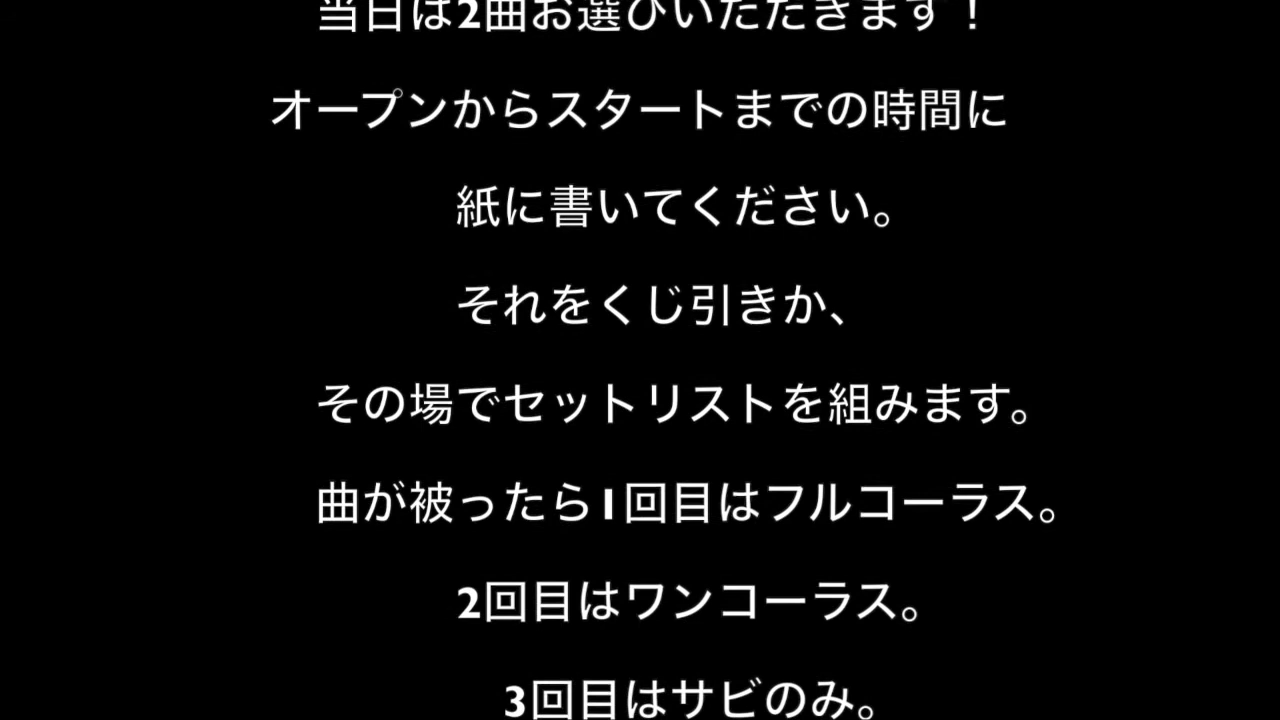 当日は2曲お選びいただきます！
オープンからスタートまでの時間に
紙に書いてください。
それをくじ引きか、
その場でセットリストを組みます。
曲が被ったら1回目はフルコーラス。
2回目はワンコーラス。
3回目はサビのみ。